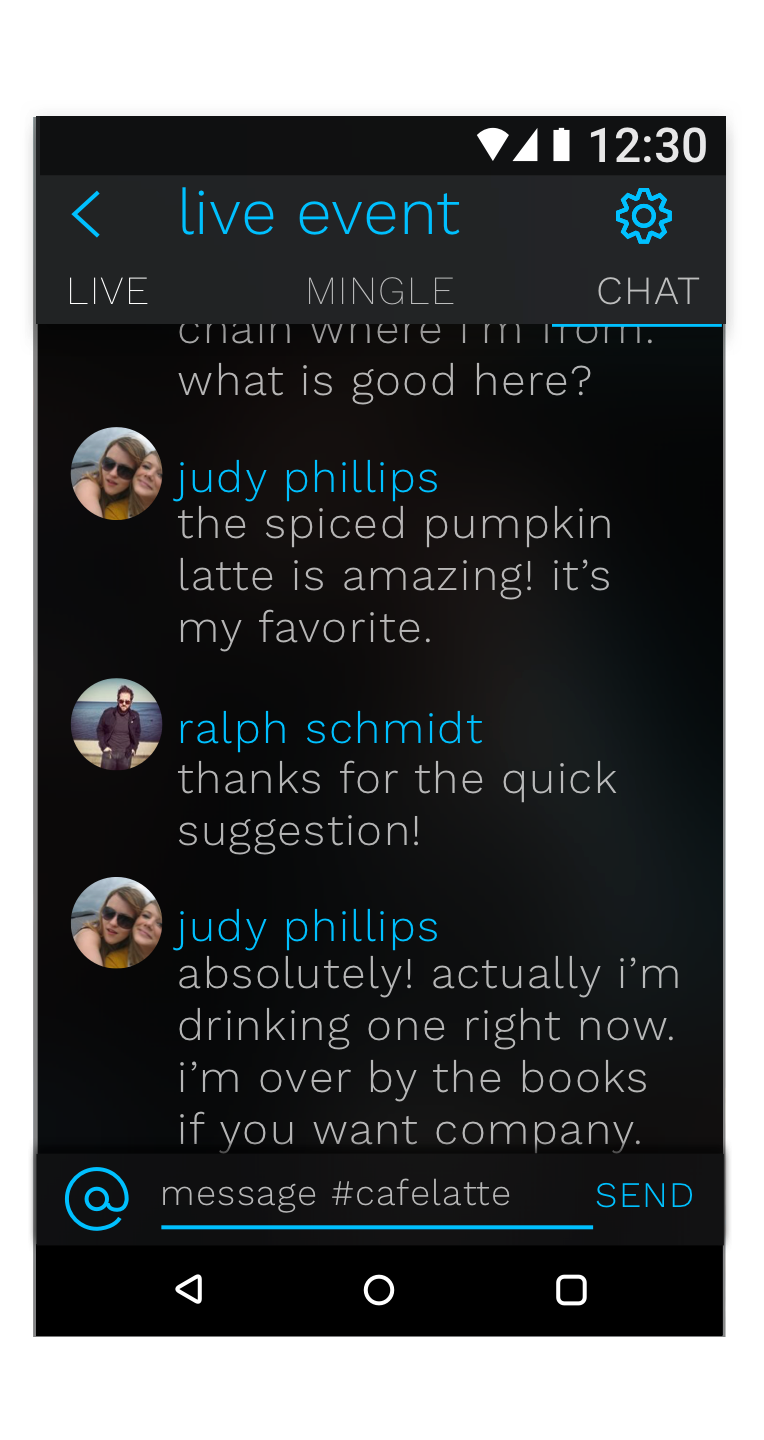 12:30
live event
LIVE MINGLE CHAT
chain where i'm from.
what is good here?
judy phillips
the spiced pumpkin
latte is amazing! it’s
my favorite.
ralph schmidt
thanks for the quick
suggestion!
judy phillips
absolutely! actually i’m
drinking one right now.
i’m over by the books
if you want company.
@ message #cafelatte SEND